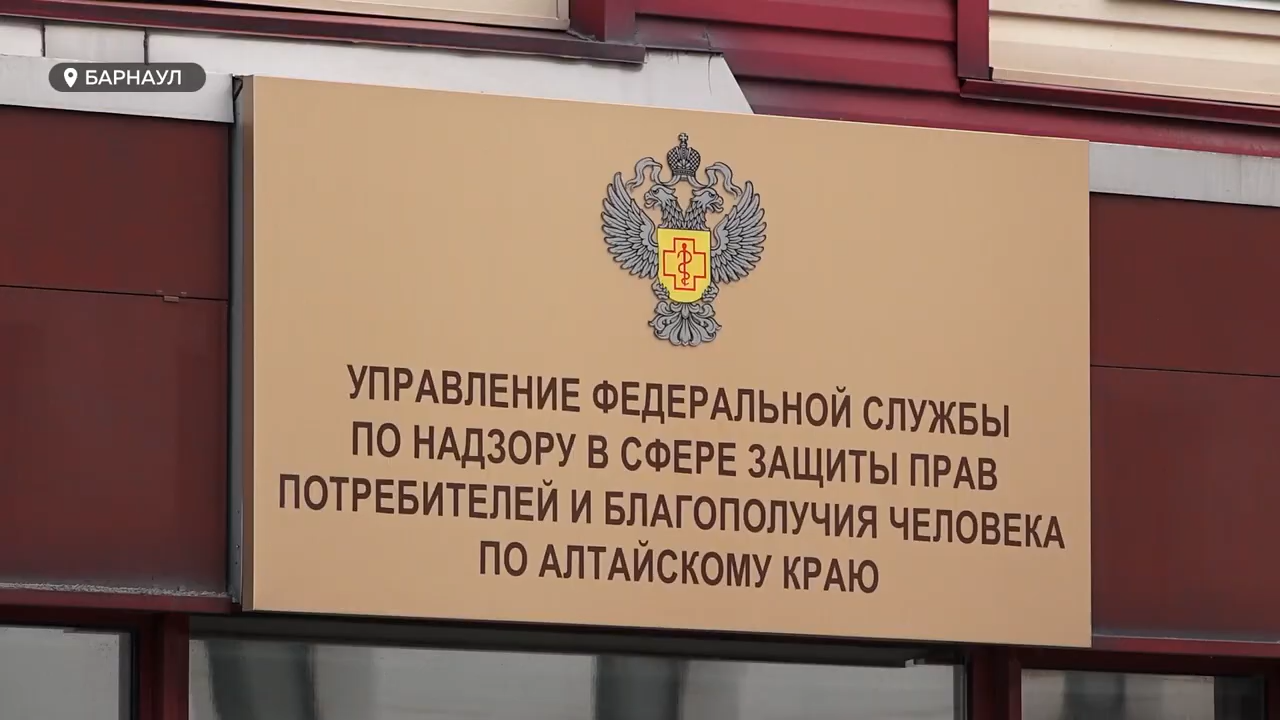 БАРНАУЛ
УПРАВЛЕНИЕ ФЕДЕРАЛЬНОЙ СЛУЖБЫ
ПО НАДЗОРУ В СФЕРЕ ЗАЩИТЫ ПРАВ
ПОТРЕБИТЕЛЕЙ И БЛАГОПОЛУЧИЯ ЧЕЛОВЕКА
ПО АЛТАЙСКОМУ КРАЮ